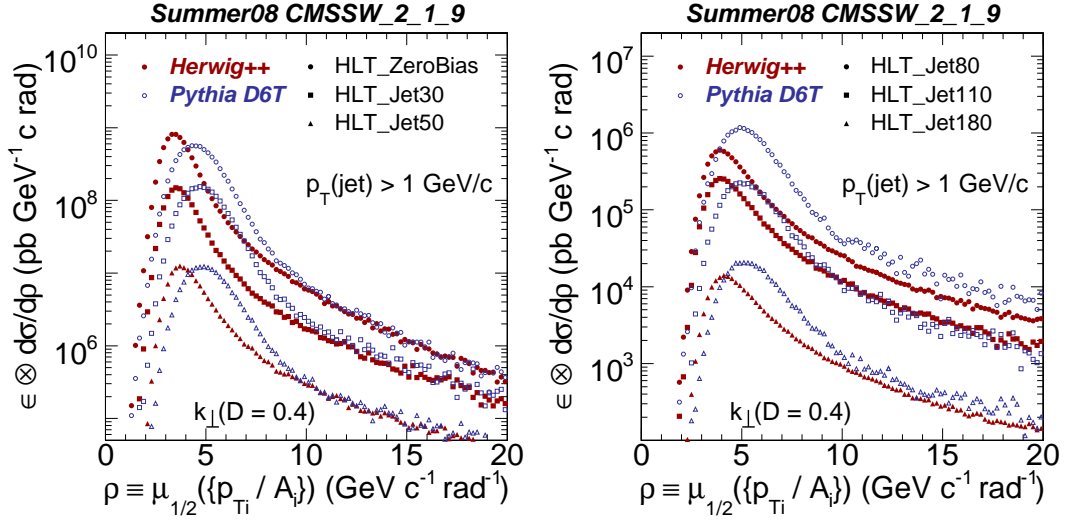 Summer08 CMSSW_2_1_9
Herwig++
Pythia D6T
HLT_ZeroBias
HLT_Jet30
HLT_Jet50
p_T(jet) > 1 GeV/c
k_⊥(D = 0.4)
10^10
10^8
10^6
0 5 10 15 20
ϵ ⊗ dσ/dρ (pb GeV^-1 c rad)
ρ ≡ μ_1/2({p_Ti / A_i}) (GeV c^-1 rad^-1)
Summer08 CMSSW_2_1_9
Herwig++
Pythia D6T
HLT_Jet80
HLT_Jet110
HLT_Jet180
p_T(jet) > 1 GeV/c
k_⊥(D = 0.4)
10^7
10^6
10^5
10^4
10^3
0 5 10 15 20
ϵ ⊗ dσ/dρ (pb GeV^-1 c rad)
ρ ≡ μ_1/2({p_Ti / A_i}) (GeV c^-1 rad^-1)